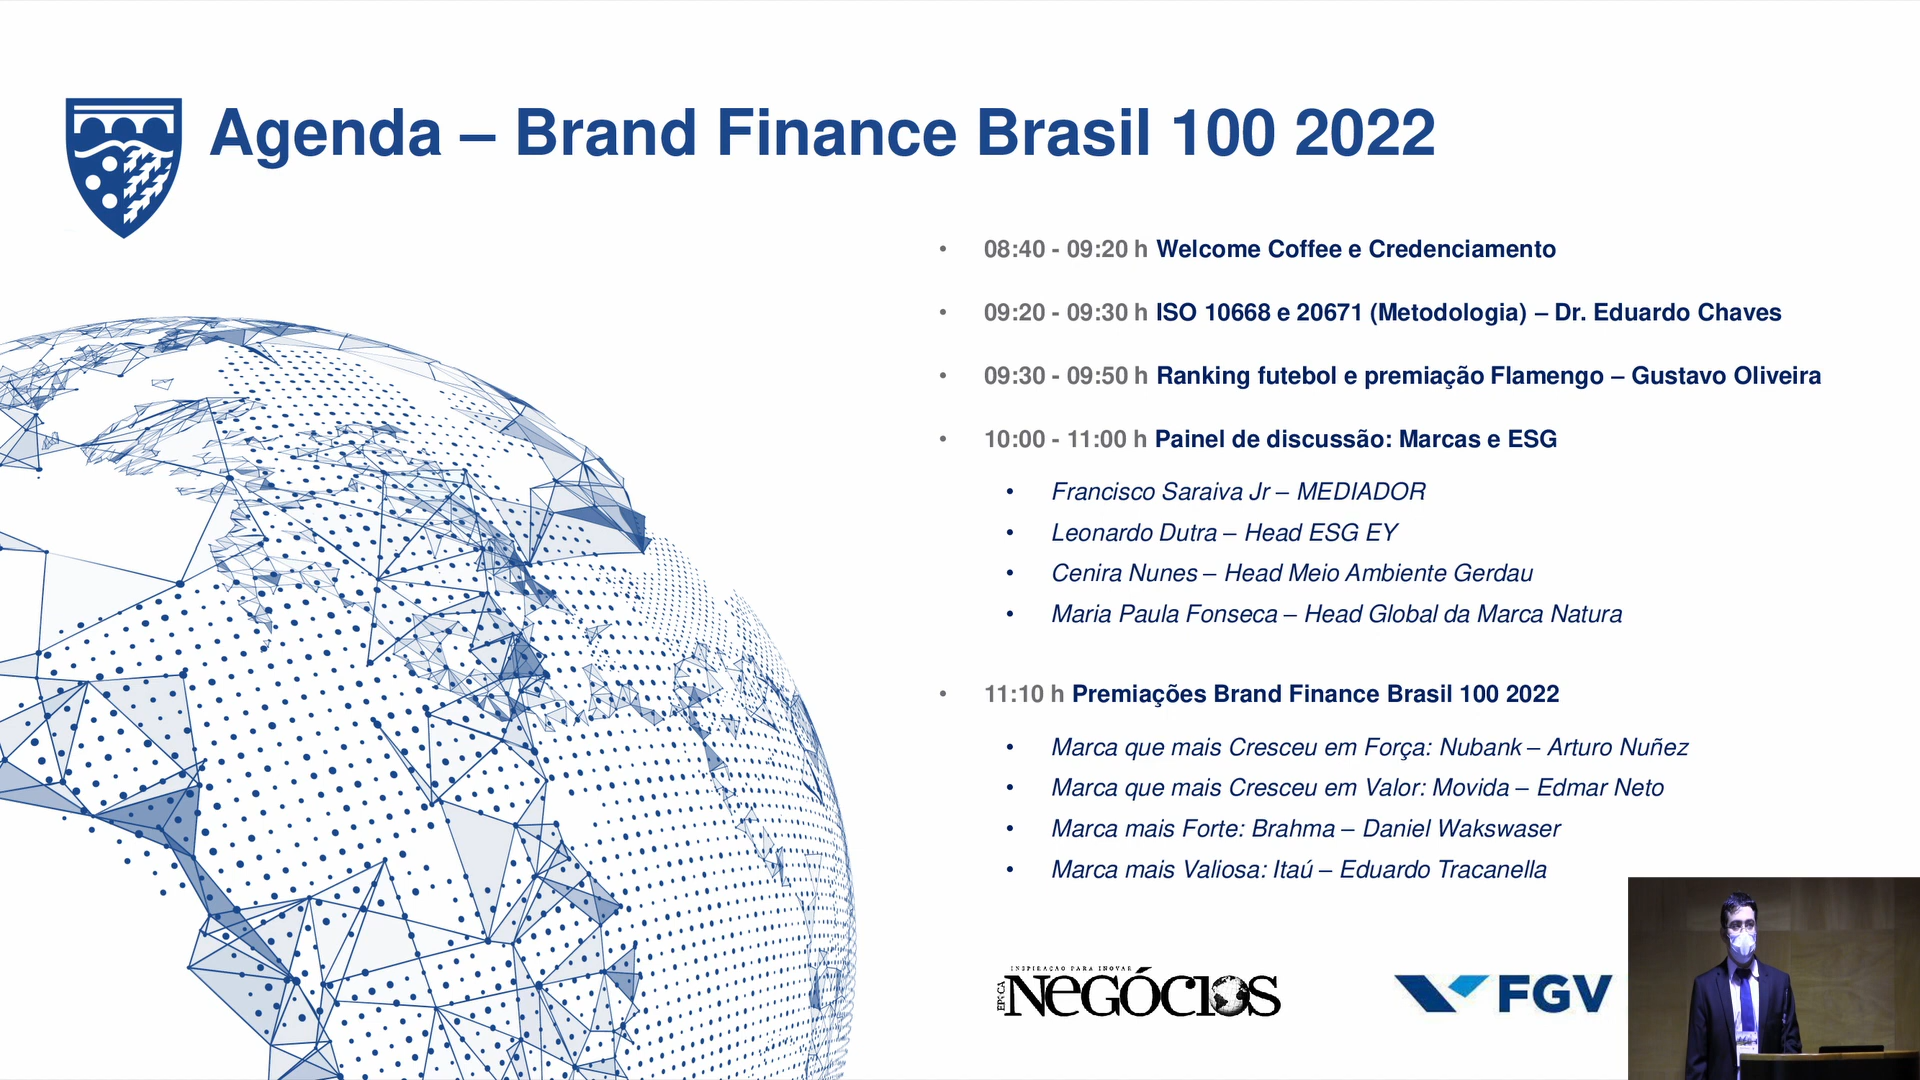 Agenda – Brand Finance Brasil 100 2022
• 08:40 - 09:20 h Welcome Coffee e Credenciamento
• 09:20 - 09:30 h ISO 10668 e 20671 (Metodologia) – Dr. Eduardo Chaves
• 09:30 - 09:50 h Ranking futebol e premiação Flamengo – Gustavo Oliveira
• 10:00 - 11:00 h Painel de discussão: Marcas e ESG
• Francisco Saraiva Jr – MEDIADOR
• Leonardo Dutra – Head ESG EY
• Cenira Nunes – Head Meio Ambiente Gerdau
• Maria Paula Fonseca – Head Global da Marca Natura
• 11:10 h Premiações Brand Finance Brasil 100 2022
• Marca que mais Cresceu em Força: Nubank – Arturo Nuñez
• Marca que mais Cresceu em Valor: Movida – Edmar Neto
• Marca mais Forte: Brahma – Daniel Wakswaser
• Marca mais Valiosa: Itaú – Eduardo Tracanella
INSPIRAÇÃO PARA INOVAR
ÉPOCA
NEGÓCIOS
FGV